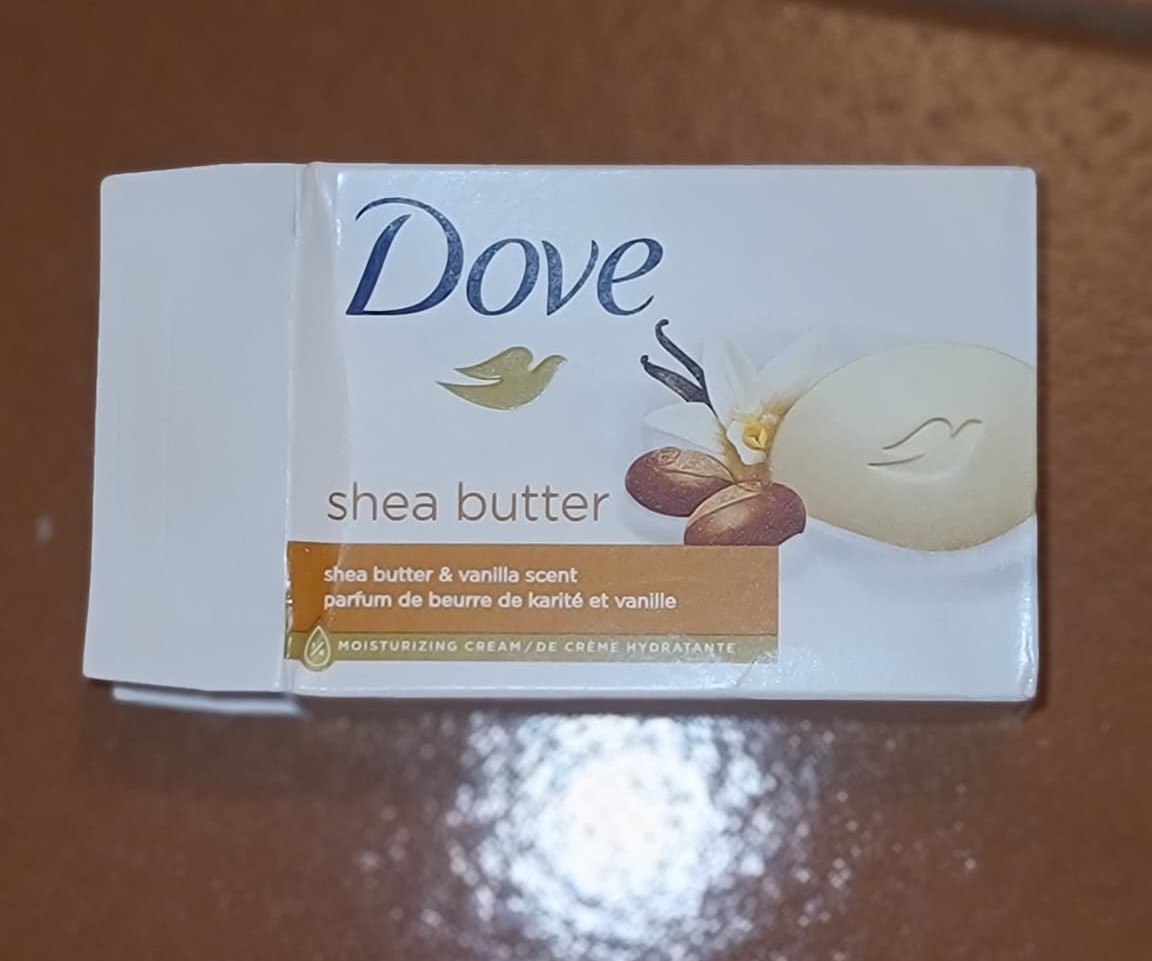 Dove
shea butter
shea butter & vanilla scent
parfum de beurre de karité et vanille
MOISTURIZING CREAM/DE CRÈME HYDRATANTE